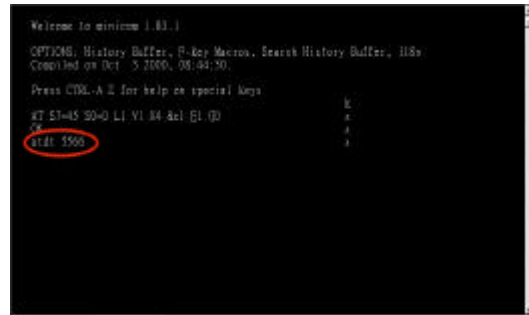 Welcome to minicom 1.83.1
OPTIONS: History Buffer, F-key Macros, Search History Buffer, I18n
Compiled on Oct 5 2000, 08:44:30.
Press CTRL-A Z for help on special keys
AT S7=45 S0=0 L1 V1 X4 &c1 E1 Q0
OK
atdt 5566